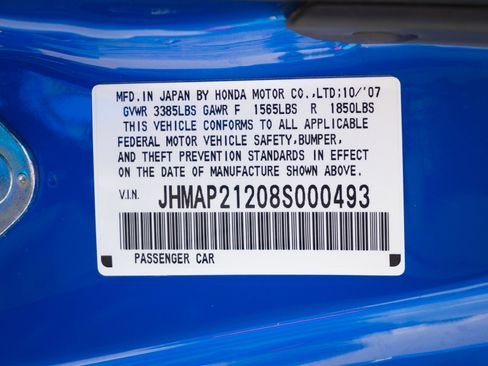 MFD.IN JAPAN BY HONDA MOTOR CO.,LTD;10/'07
GVWR 3385LBS GAWR F 1565LBS R 1850LBS
THIS VEHICLE CONFORMS TO ALL APPLICABLE
FEDERAL MOTOR VEHICLE SAFETY,BUMPER,
AND THEFT PREVENTION STANDARDS IN EFFECT
ON THE DATE OF MANUFACTURE SHOWN ABOVE.
V.I.N. JHMAP21208S000493
PASSENGER CAR